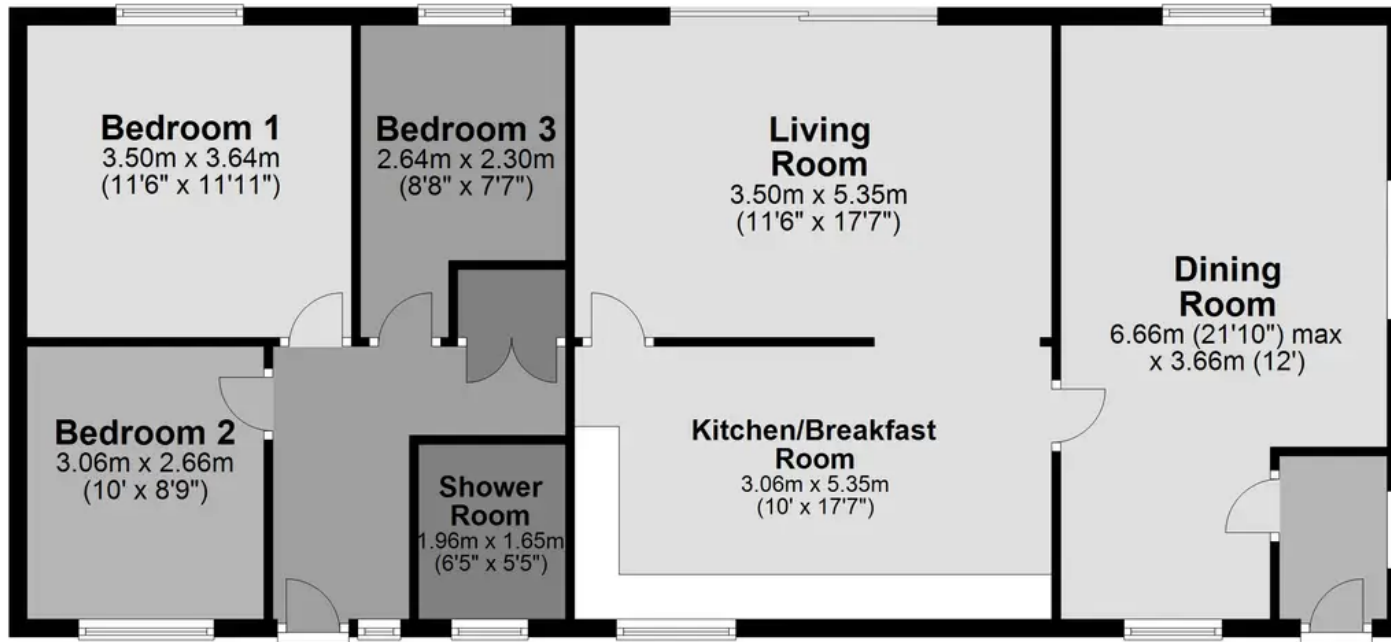 Bedroom 1
3.50m x 3.64m
(11'6" x 11'11")
Bedroom 3
2.64m x 2.30m
(8'8" x 7'7")
Living
Room
3.50m x 5.35m
(11'6" x 17'7")
Dining
Room
6.66m (21'10") max
x 3.66m (12')
Bedroom 2
3.06m x 2.66m
(10' x 8'9")
Shower
Room
1.96m x 1.65m
(6'5" x 5'5")
Kitchen/Breakfast
Room
3.06m x 5.35m
(10' x 17'7")